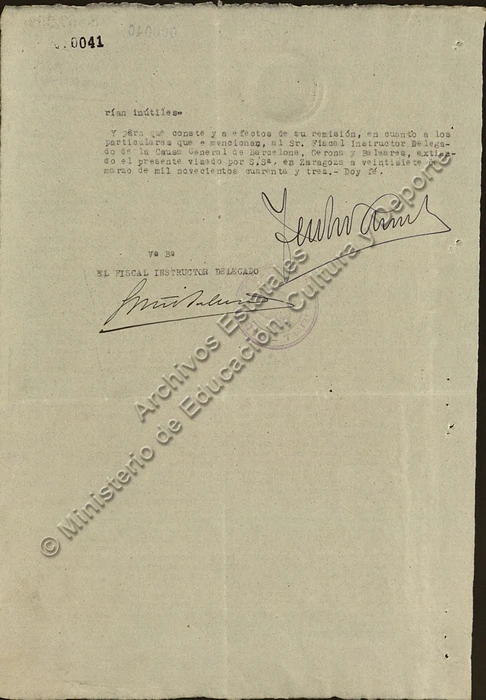 0041
rían inútiles.
Y para que conste y a efectos de su remisión, en cuanto a los
particulares que e mencionan, al Sr. Fiscal Instructor Delega-
do de la Causa General de Barcelona, Gerona y Baleares, extien-
do el presente visado por S.Sª, en Zaragoza a veintisiete de
marzo de mil novecientos cuarenta y tres.- Doy fé.
Vº Bº
EL FISCAL INSTRUCTOR DELEGADO
Archivos Estatales
© Ministerio de Educación, Cultura y Deporte